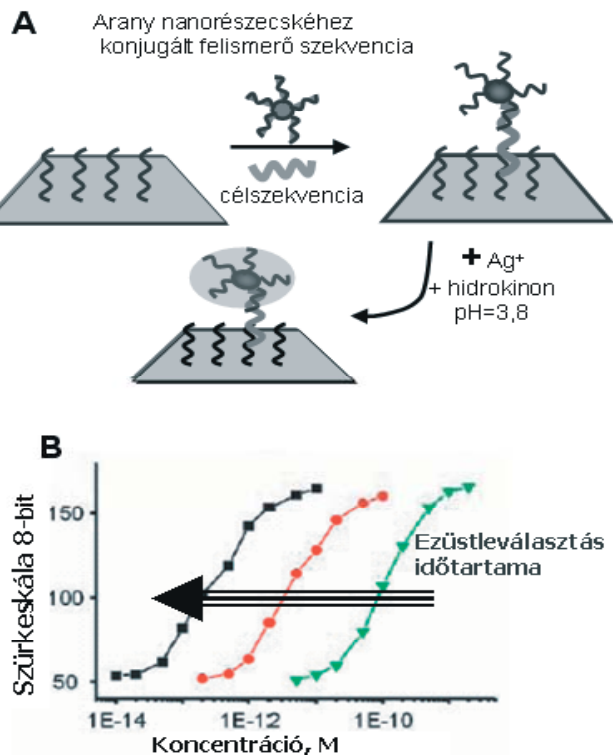 A
Arany nanorészecskéhez
konjugált felismerő szekvencia
célszekvencia
+ Ag⁺
+ hidrokinon
pH=3,8
B
Szürkeskála 8-bit
150
100
50
Ezüstleválasztás
időtartama
1E-14
1E-12
1E-10
Koncentráció, M